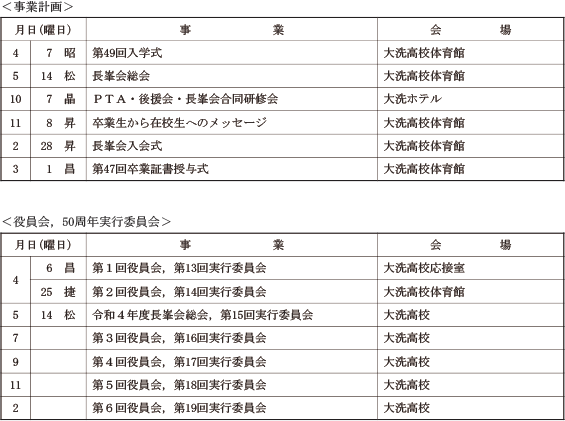 ＜事業計画＞
月日(曜日) 事業 会場
4 7 昭 第49回入学式 大洗高校体育館
5 14 松 長峯会総会 大洗高校体育館
10 7 晶 ＰＴＡ・後援会・長峯会合同研修会 大洗ホテル
11 8 昇 卒業生から在校生へのメッセージ 大洗高校体育館
2 28 昇 長峯会入会式 大洗高校体育館
3 1 昌 第47回卒業証書授与式 大洗高校体育館
＜役員会，50周年実行委員会＞
月日(曜日) 事業 会場
4 6 昌 第１回役員会，第13回実行委員会 大洗高校応接室
25 捷 第２回役員会，第14回実行委員会 大洗高校体育館
5 14 松 令和４年度長峯会総会，第15回実行委員会 大洗高校
7 第３回役員会，第16回実行委員会 大洗高校
9 第４回役員会，第17回実行委員会 大洗高校
11 第５回役員会，第18回実行委員会 大洗高校
2 第６回役員会，第19回実行委員会 大洗高校